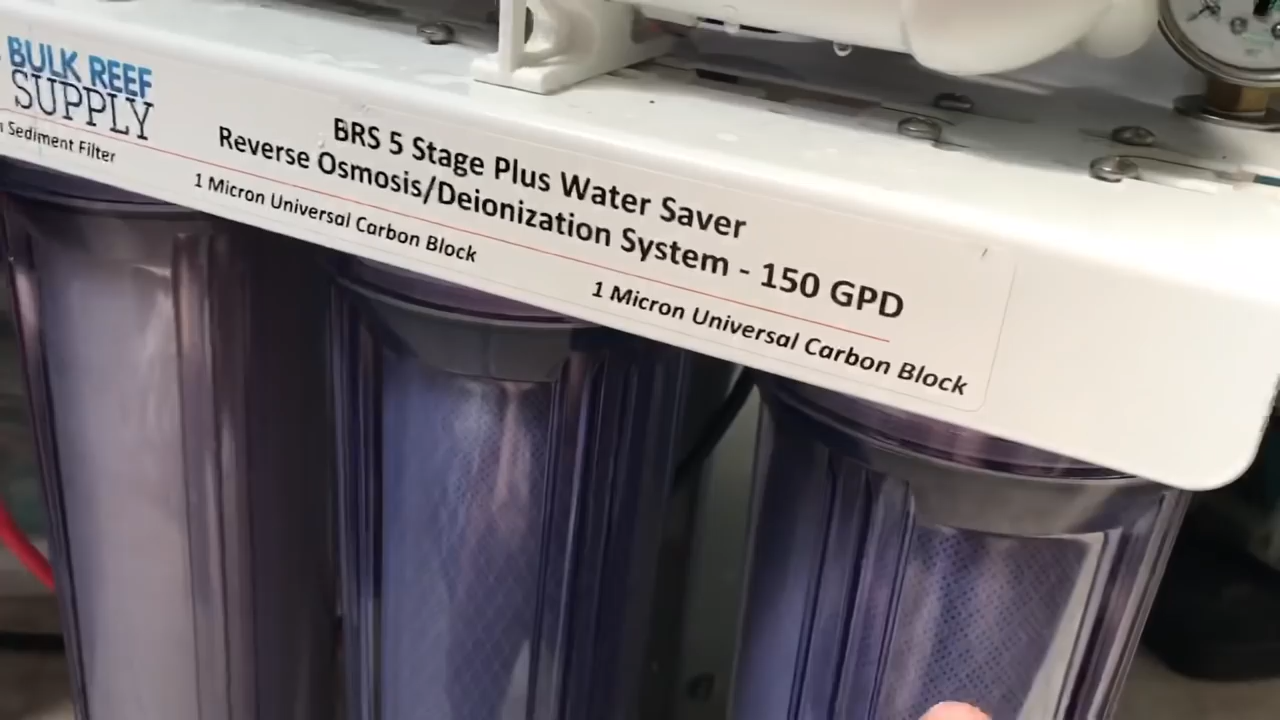 BULK REEF
SUPPLY
Sediment Filter
BRS 5 Stage Plus Water Saver
Reverse Osmosis/Deionization System - 150 GPD
1 Micron Universal Carbon Block
1 Micron Universal Carbon Block